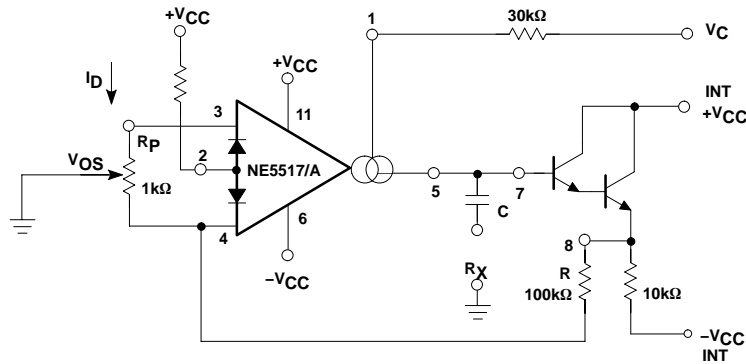 +VCC
1
30kΩ
VC
ID
+VCC
INT
+VCC
3
11
RP
VOS
2
NE5517/A
1kΩ
5
7
C
4
6
8
−VCC
RX
R
100kΩ
10kΩ
−VCC
INT